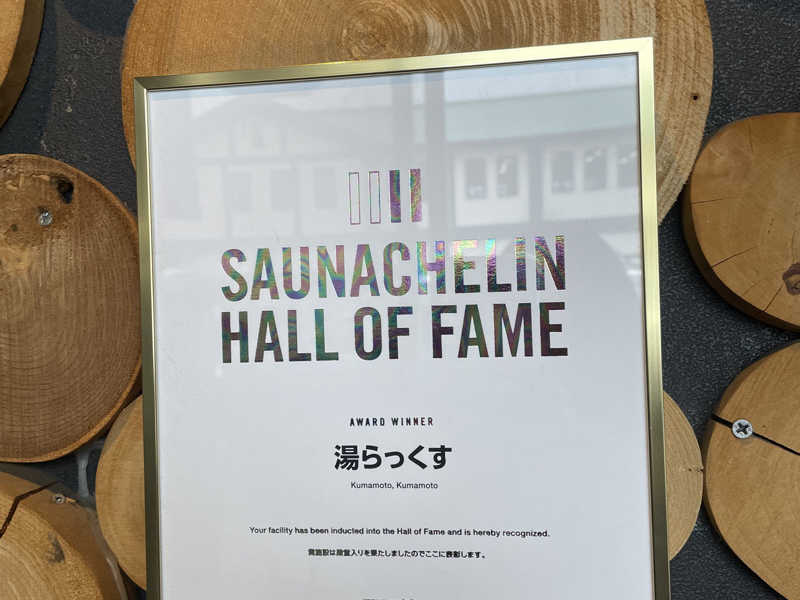 SAUNACHELIN
HALL OF FAME
AWARD WINNER
湯らっくす
Kumamoto, Kumamoto
Your facility has been inducted into the Hall of Fame and is hereby recognized.
貴施設は殿堂入りを果たしましたのでここに表彰します。